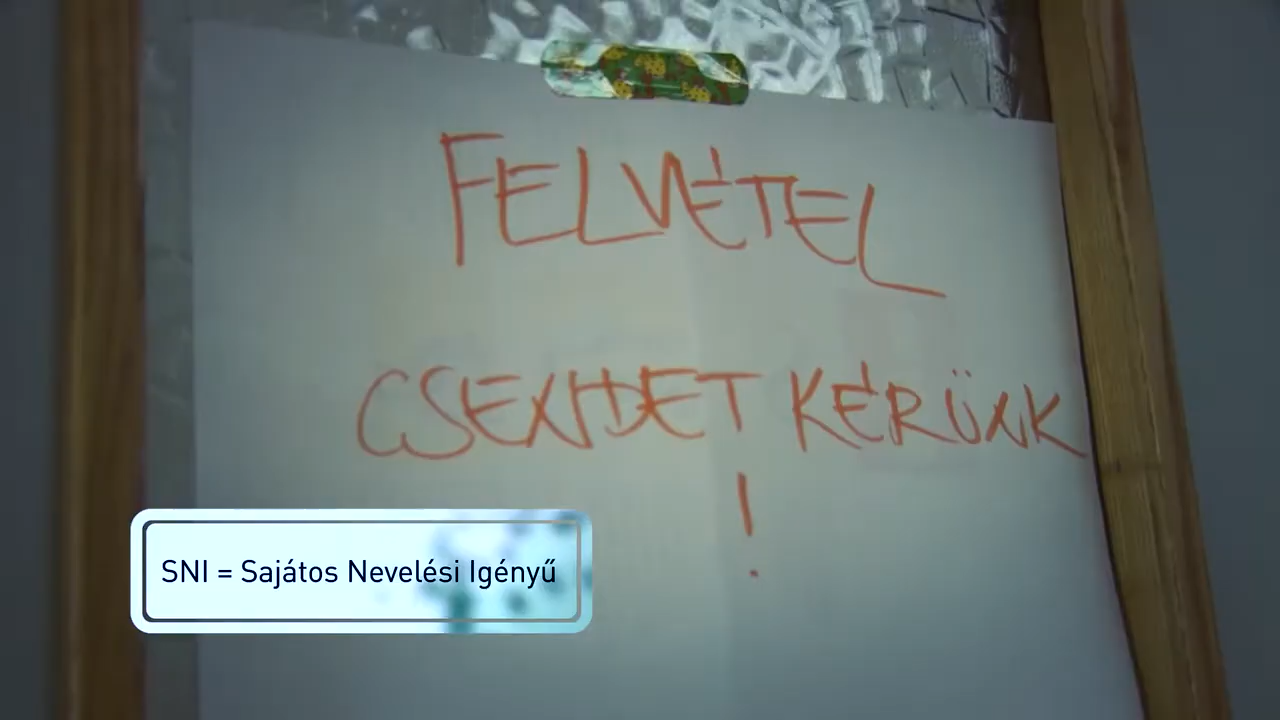 FELVÉTEL
CSENDET KÉRÜNK
!
SNI = Sajátos Nevelési Igényű